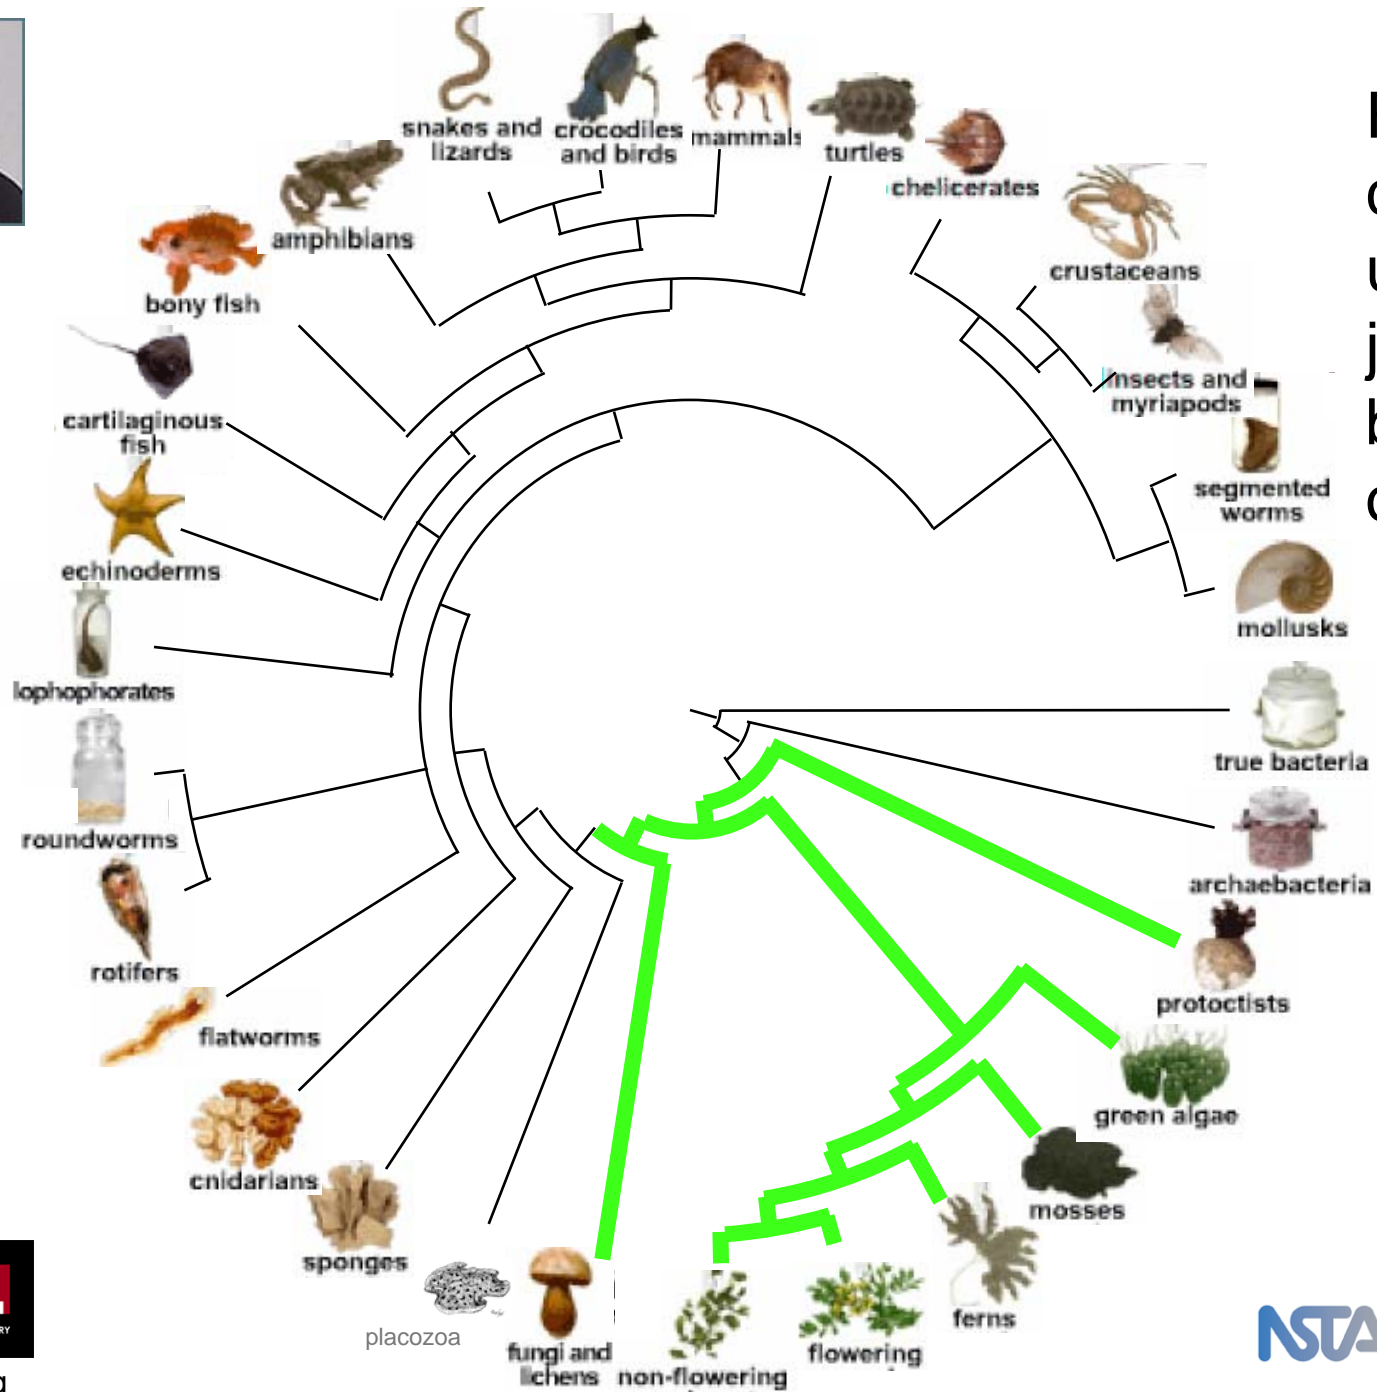 snakes and
lizards
crocodiles
and birds
mammals
turtles
chelicerates
crustaceans
insects and
myriapods
segmented
worms
mollusks
true bacteria
archaebacteria
protoctists
green algae
mosses
ferns
flowering
non-flowering
fungi and
lichens
placozoa
sponges
cnidarians
flatworms
rotifers
roundworms
lophophorates
echinoderms
cartilaginous
fish
bony fish
amphibians
NSTA